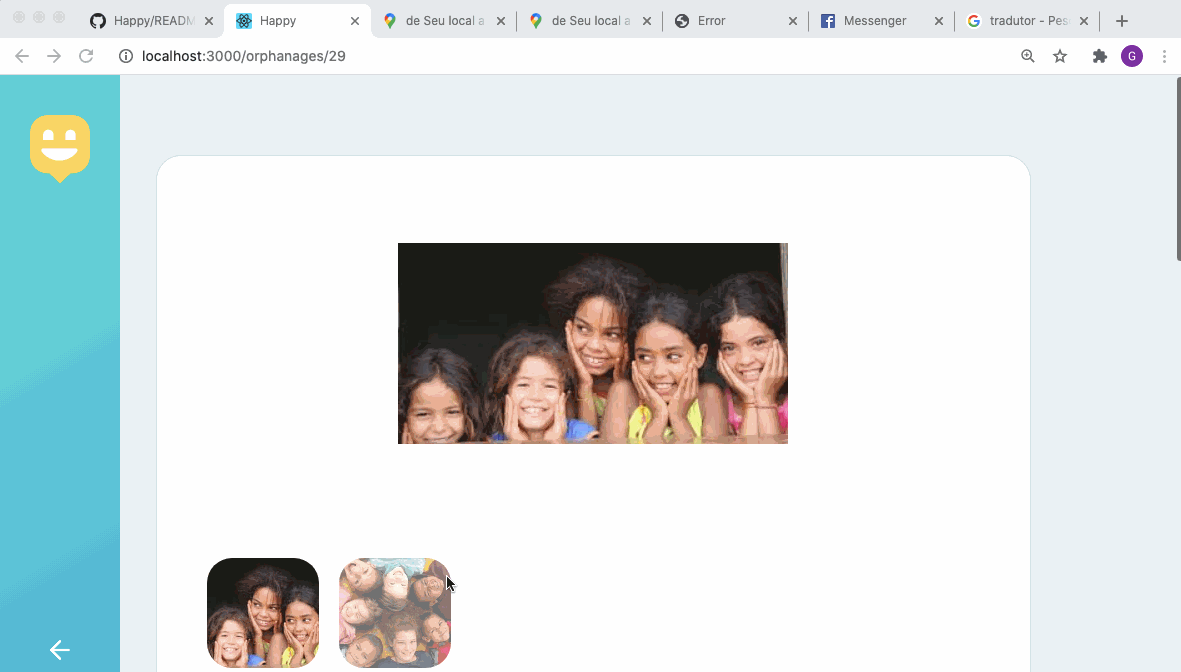 Happy/READM
Happy
de Seu local a
de Seu local a
Error
Messenger
tradutor - Pes
localhost:3000/orphanages/29
G